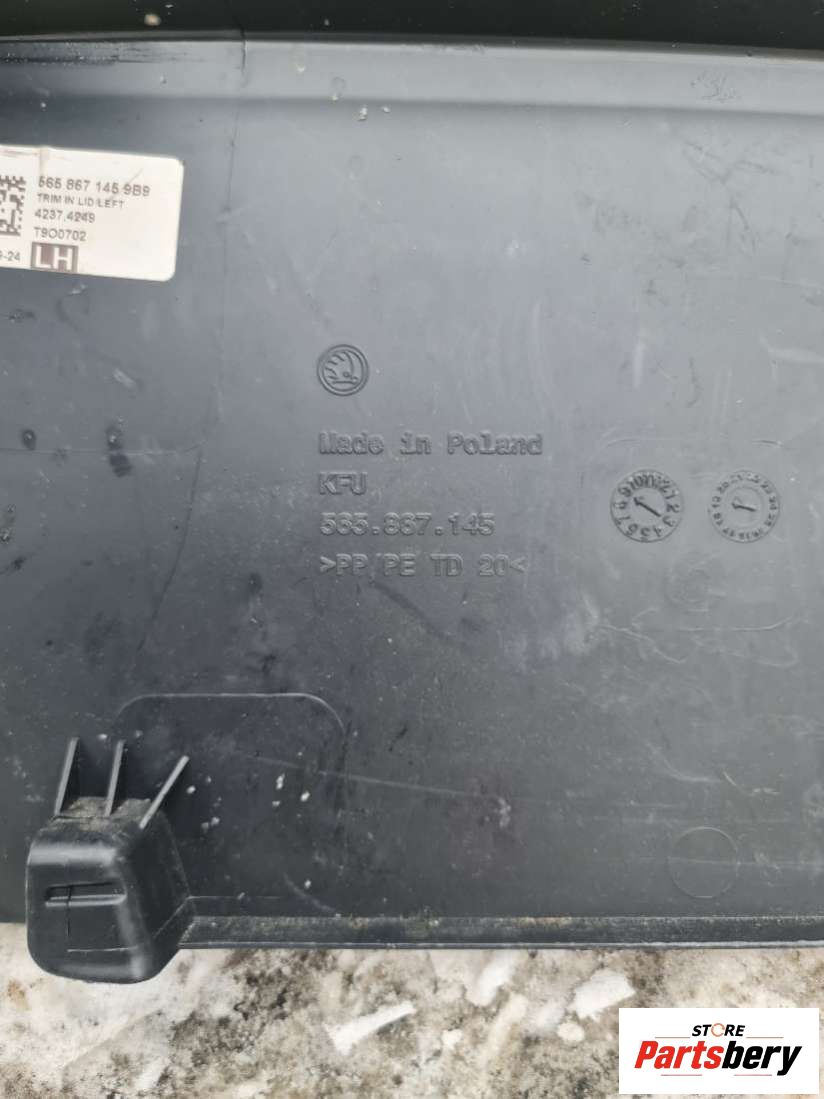 565 867 145 9B9
TRIM IN LID/LEFT
4237,4249
T9O0702
-24
LH
Made in Poland
KFU
565.867.145
>PP/PE TD 20<
STORE
Partsbery